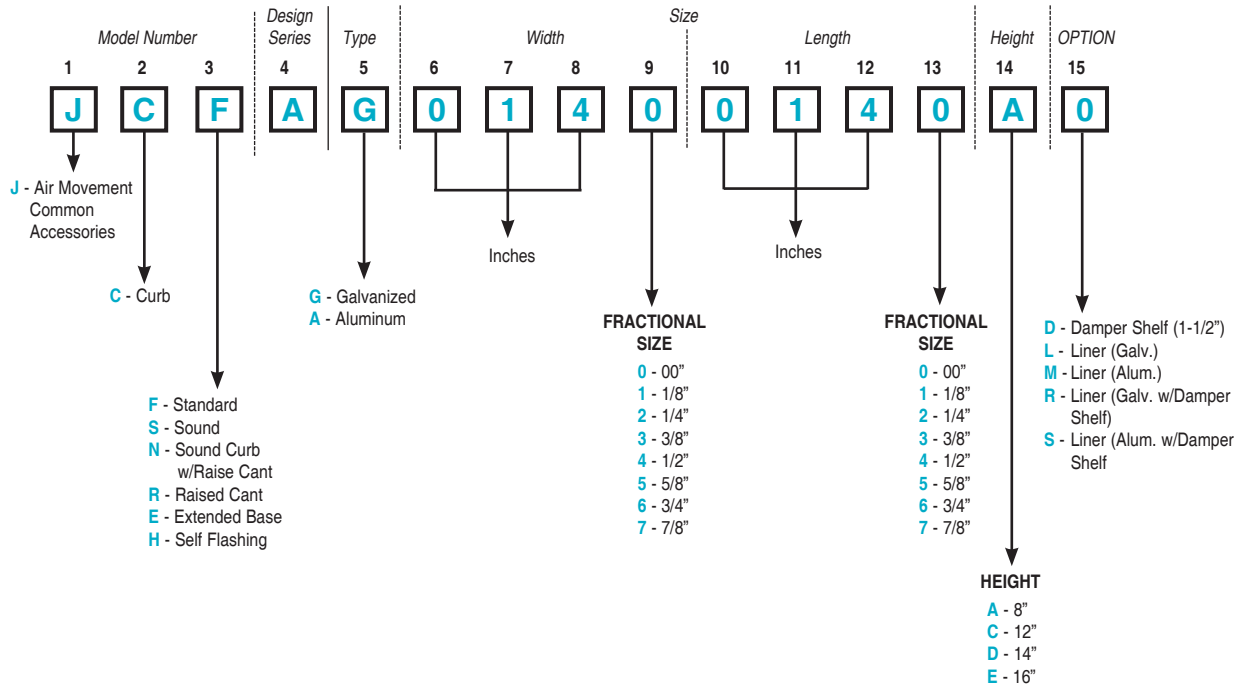 Model Number
Design
Series
Type
Size
Width
Length
Height
OPTION
1 2 3 4 5 6 7 8 9 10 11 12 13 14 15
J C F A G 0 1 4 0 0 1 4 0 A 0
J - Air Movement
Common
Accessories
C - Curb
F - Standard
S - Sound
N - Sound Curb
w/Raise Cant
R - Raised Cant
E - Extended Base
H - Self Flashing
G - Galvanized
A - Aluminum
Inches
FRACTIONAL
SIZE
0 - 00”
1 - 1/8”
2 - 1/4”
3 - 3/8”
4 - 1/2”
5 - 5/8”
6 - 3/4”
7 - 7/8”
Inches
FRACTIONAL
SIZE
0 - 00”
1 - 1/8”
2 - 1/4”
3 - 3/8”
4 - 1/2”
5 - 5/8”
6 - 3/4”
7 - 7/8”
HEIGHT
A - 8”
C - 12”
D - 14”
E - 16”
D - Damper Shelf (1-1/2”)
L - Liner (Galv.)
M - Liner (Alum.)
R - Liner (Galv. w/Damper
Shelf)
S - Liner (Alum. w/Damper
Shelf